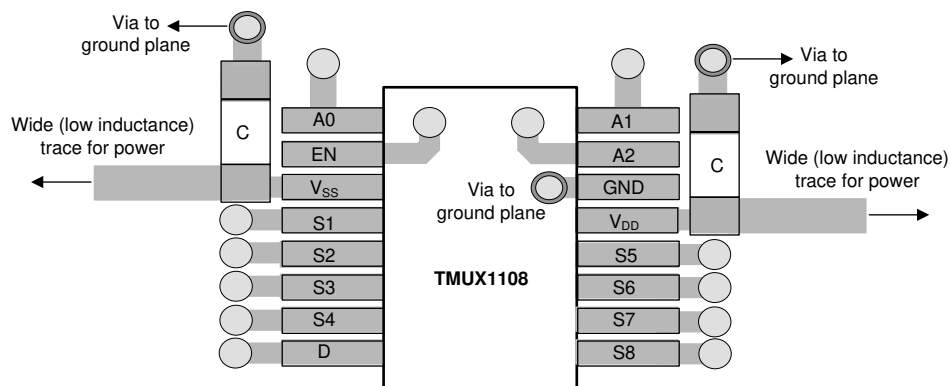 Via to
ground plane
Via to
ground plane
A0
A1
C
C
Wide (low inductance)
trace for power
EN
A2
Wide (low inductance)
trace for power
VSS
Via to
ground plane
GND
S1
VDD
S2
S5
S3
TMUX1108
S6
S4
S7
D
S8